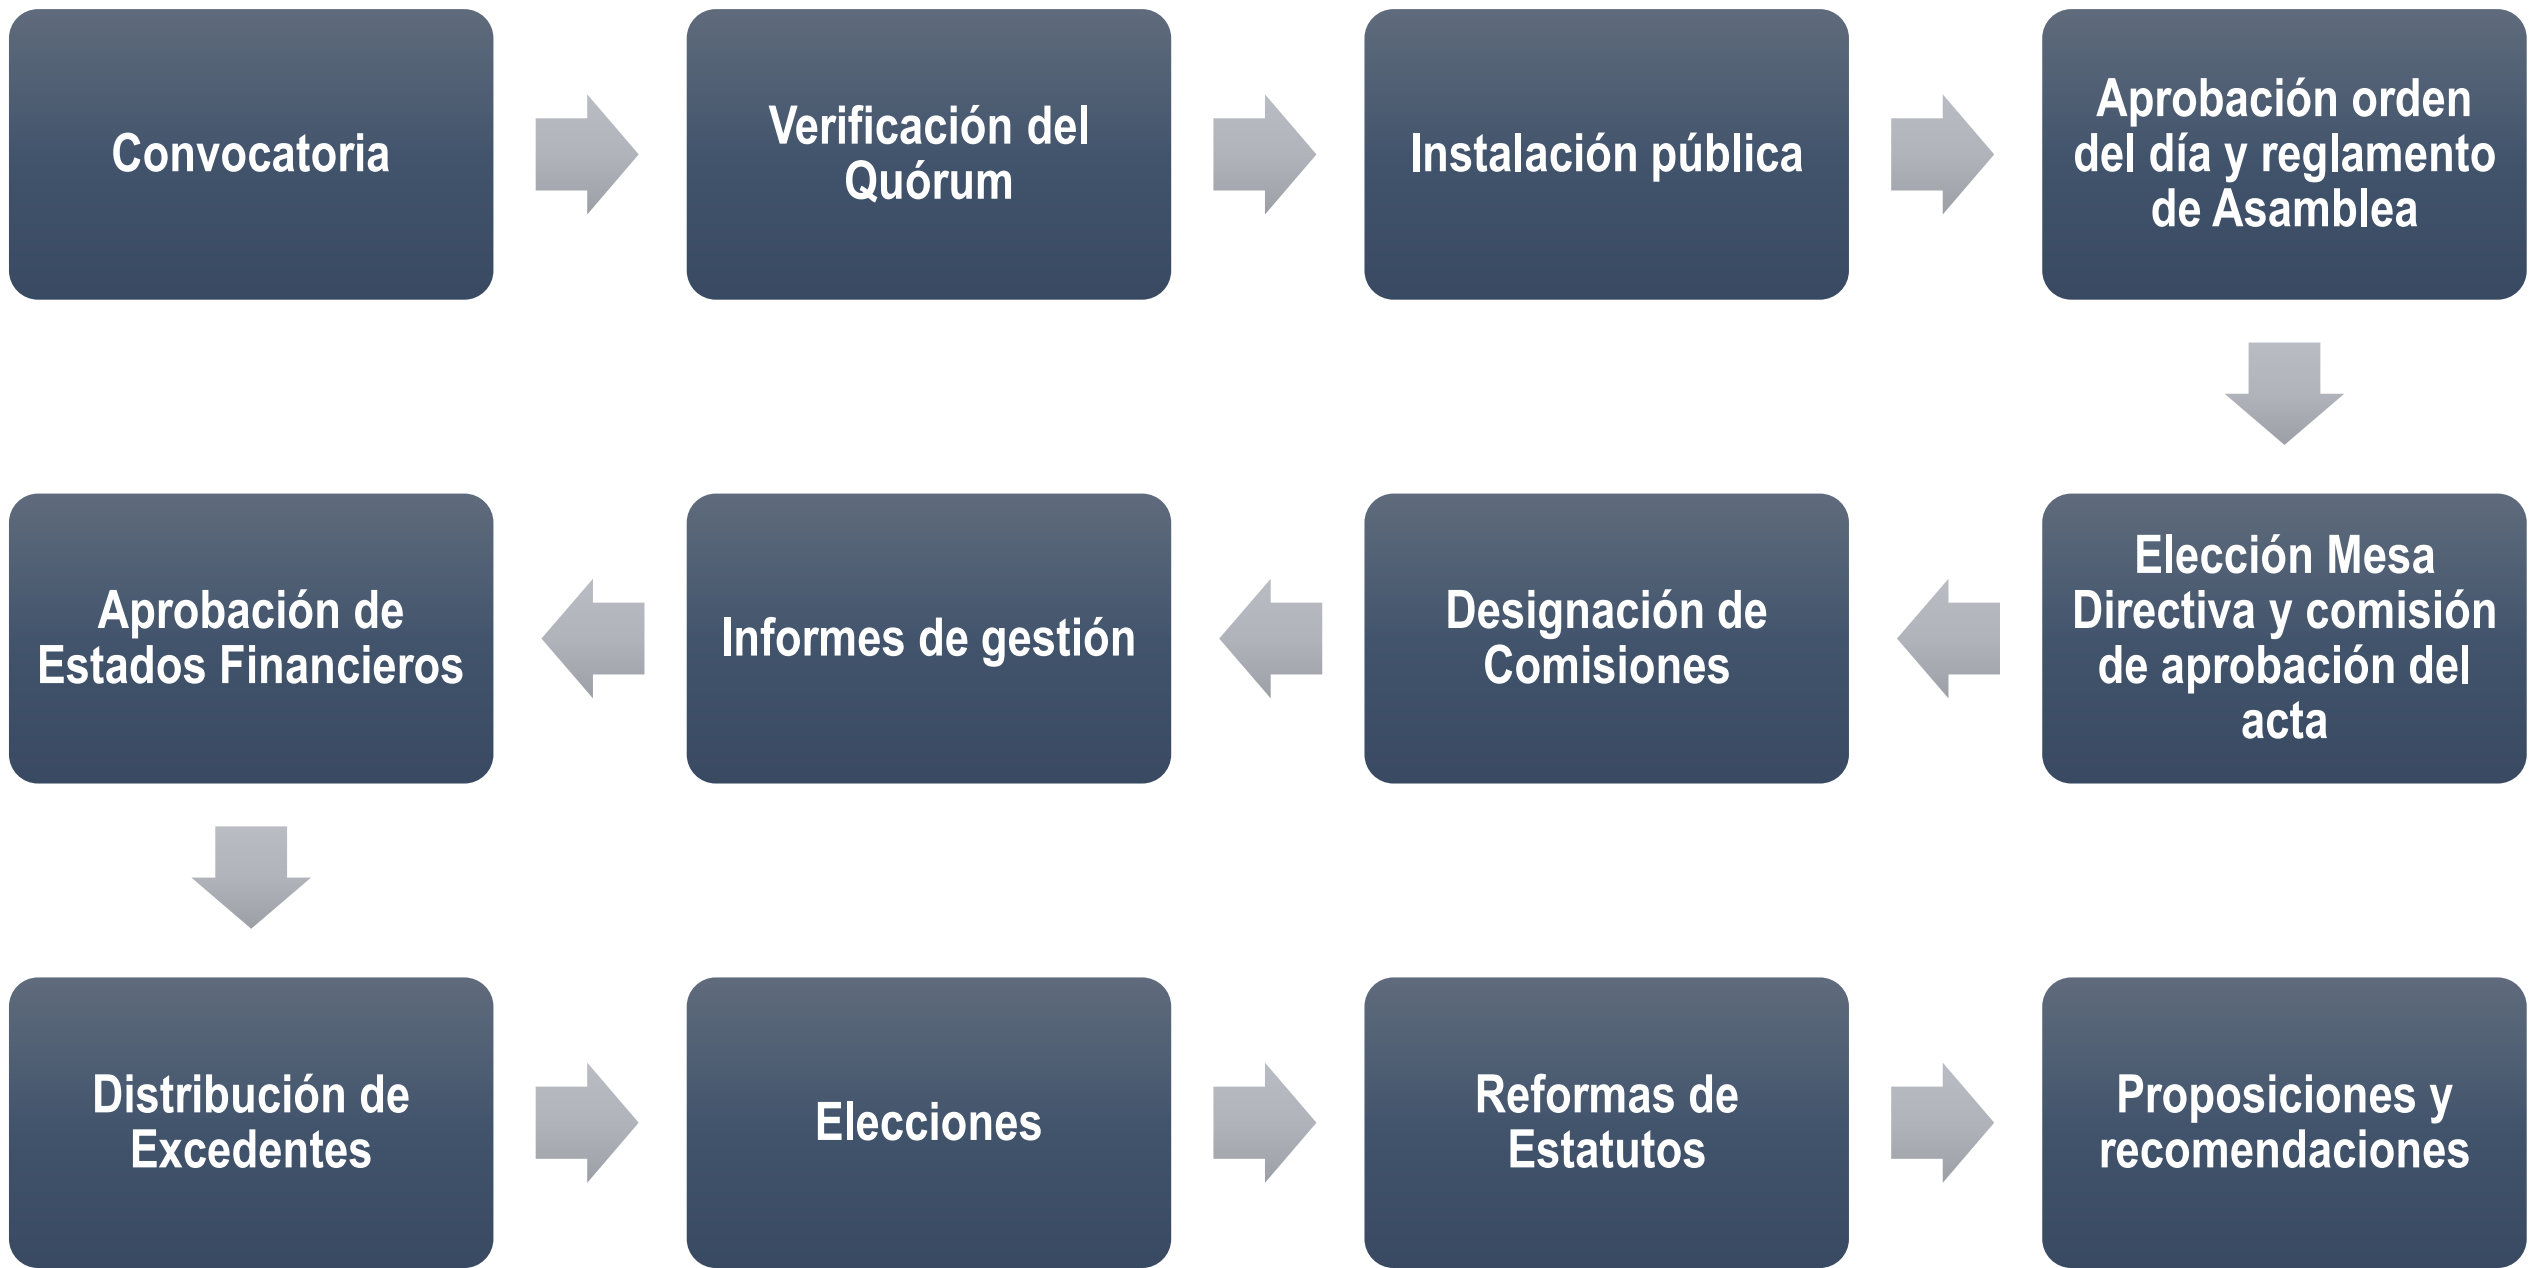 Convocatoria
Verificación del
Quórum
Instalación pública
Aprobación orden
del día y reglamento
de Asamblea
Elección Mesa
Directiva y comisión
de aprobación del
acta
Designación de
Comisiones
Informes de gestión
Aprobación de
Estados Financieros
Distribución de
Excedentes
Elecciones
Reformas de
Estatutos
Proposiciones y
recomendaciones